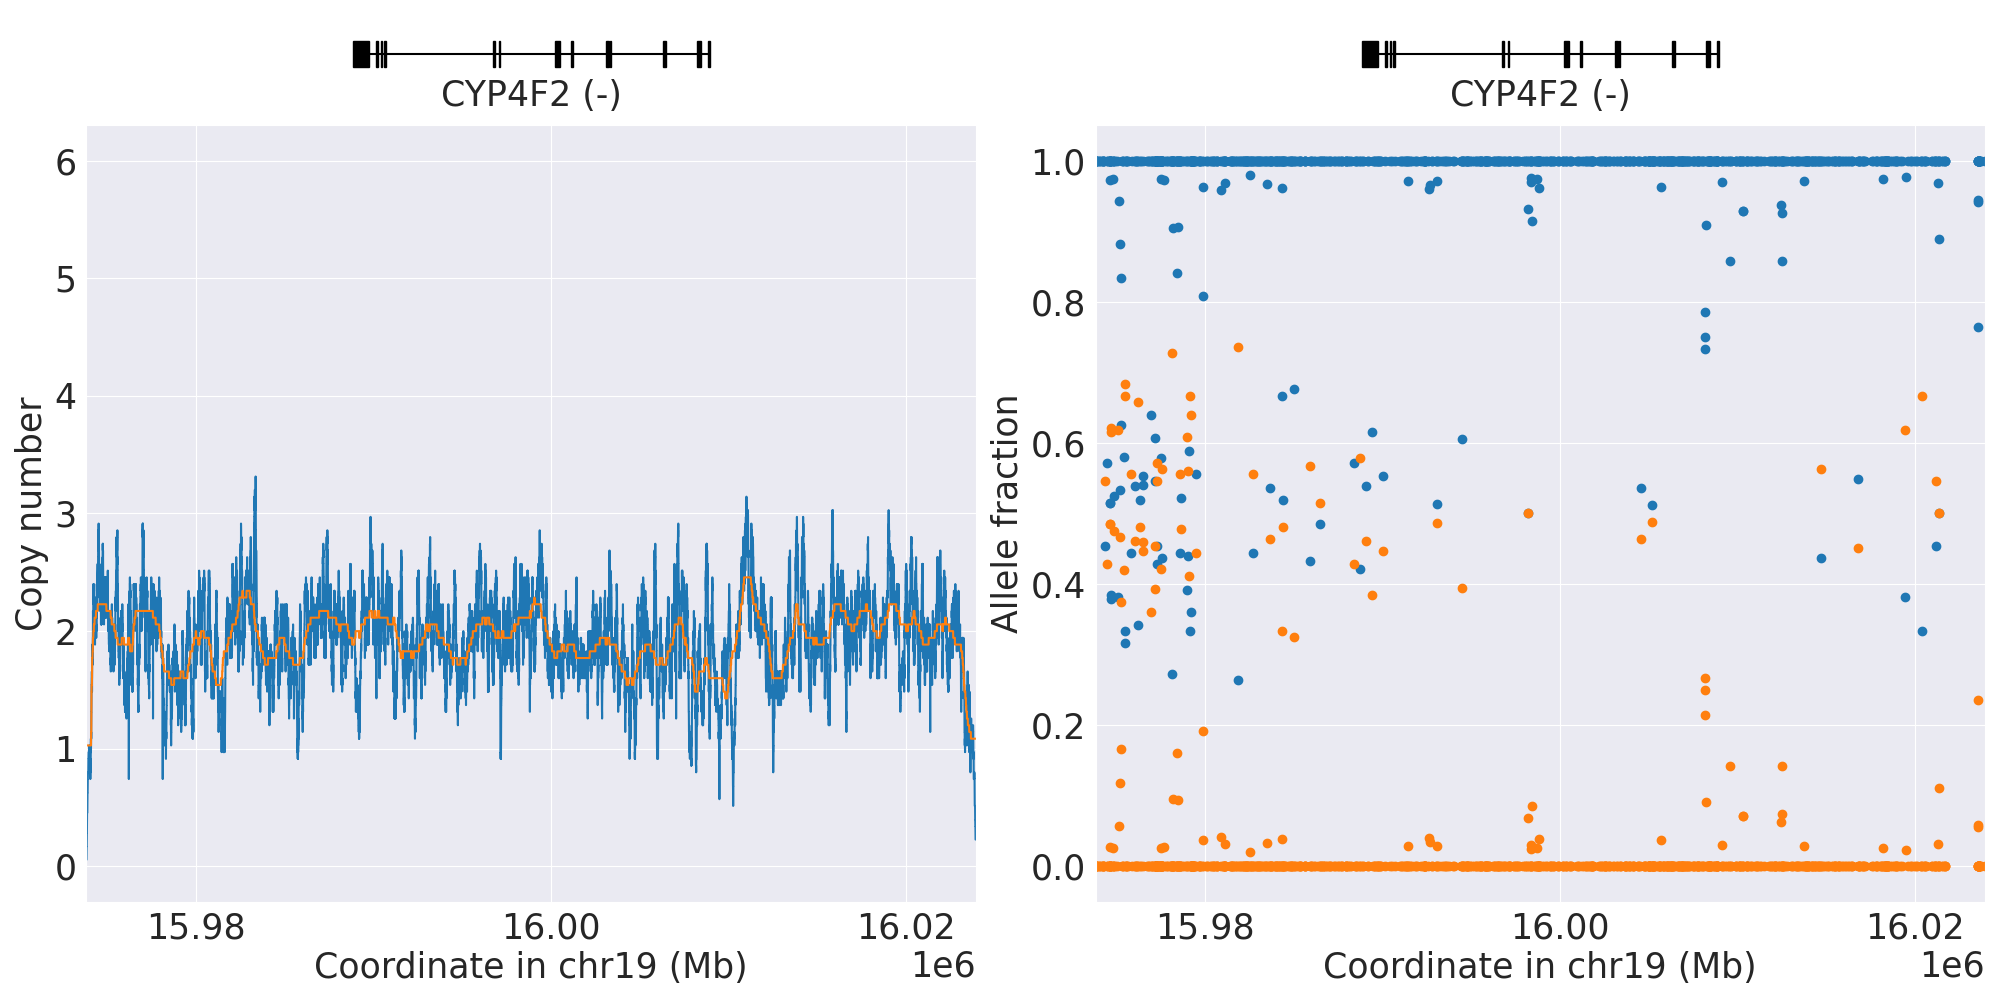 CYP4F2 (-)
Copy number
6
5
4
3
2
1
0
15.98
16.00
16.02
Coordinate in chr19 (Mb)
1e6
CYP4F2 (-)
Allele fraction
1.0
0.8
0.6
0.4
0.2
0.0
15.98
16.00
16.02
Coordinate in chr19 (Mb)
1e6